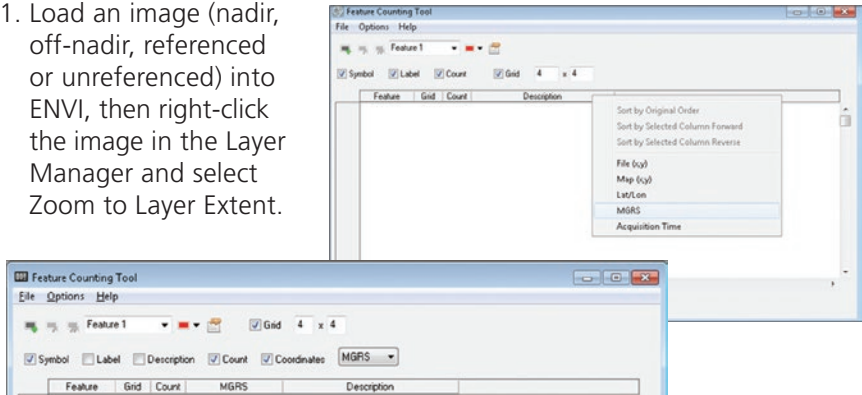 1. Load an image (nadir,
off-nadir, referenced
or unreferenced) into
ENVI, then right-click
the image in the Layer
Manager and select
Zoom to Layer Extent.
Feature Counting Tool
File Options Help
Feature 1
Symbol Label Count Grid 4 x 4
Feature Grid Count Description
Sort by Original Order
Sort by Selected Column Forward
Sort by Selected Column Reverse
File (x,y)
Map (x,y)
Lat/Lon
MGRS
Acquisition Time
Feature Counting Tool
File Options Help
Feature 1 Grid 4 x 4
Symbol Label Description Count Coordinates MGRS
Feature Grid Count MGRS Description